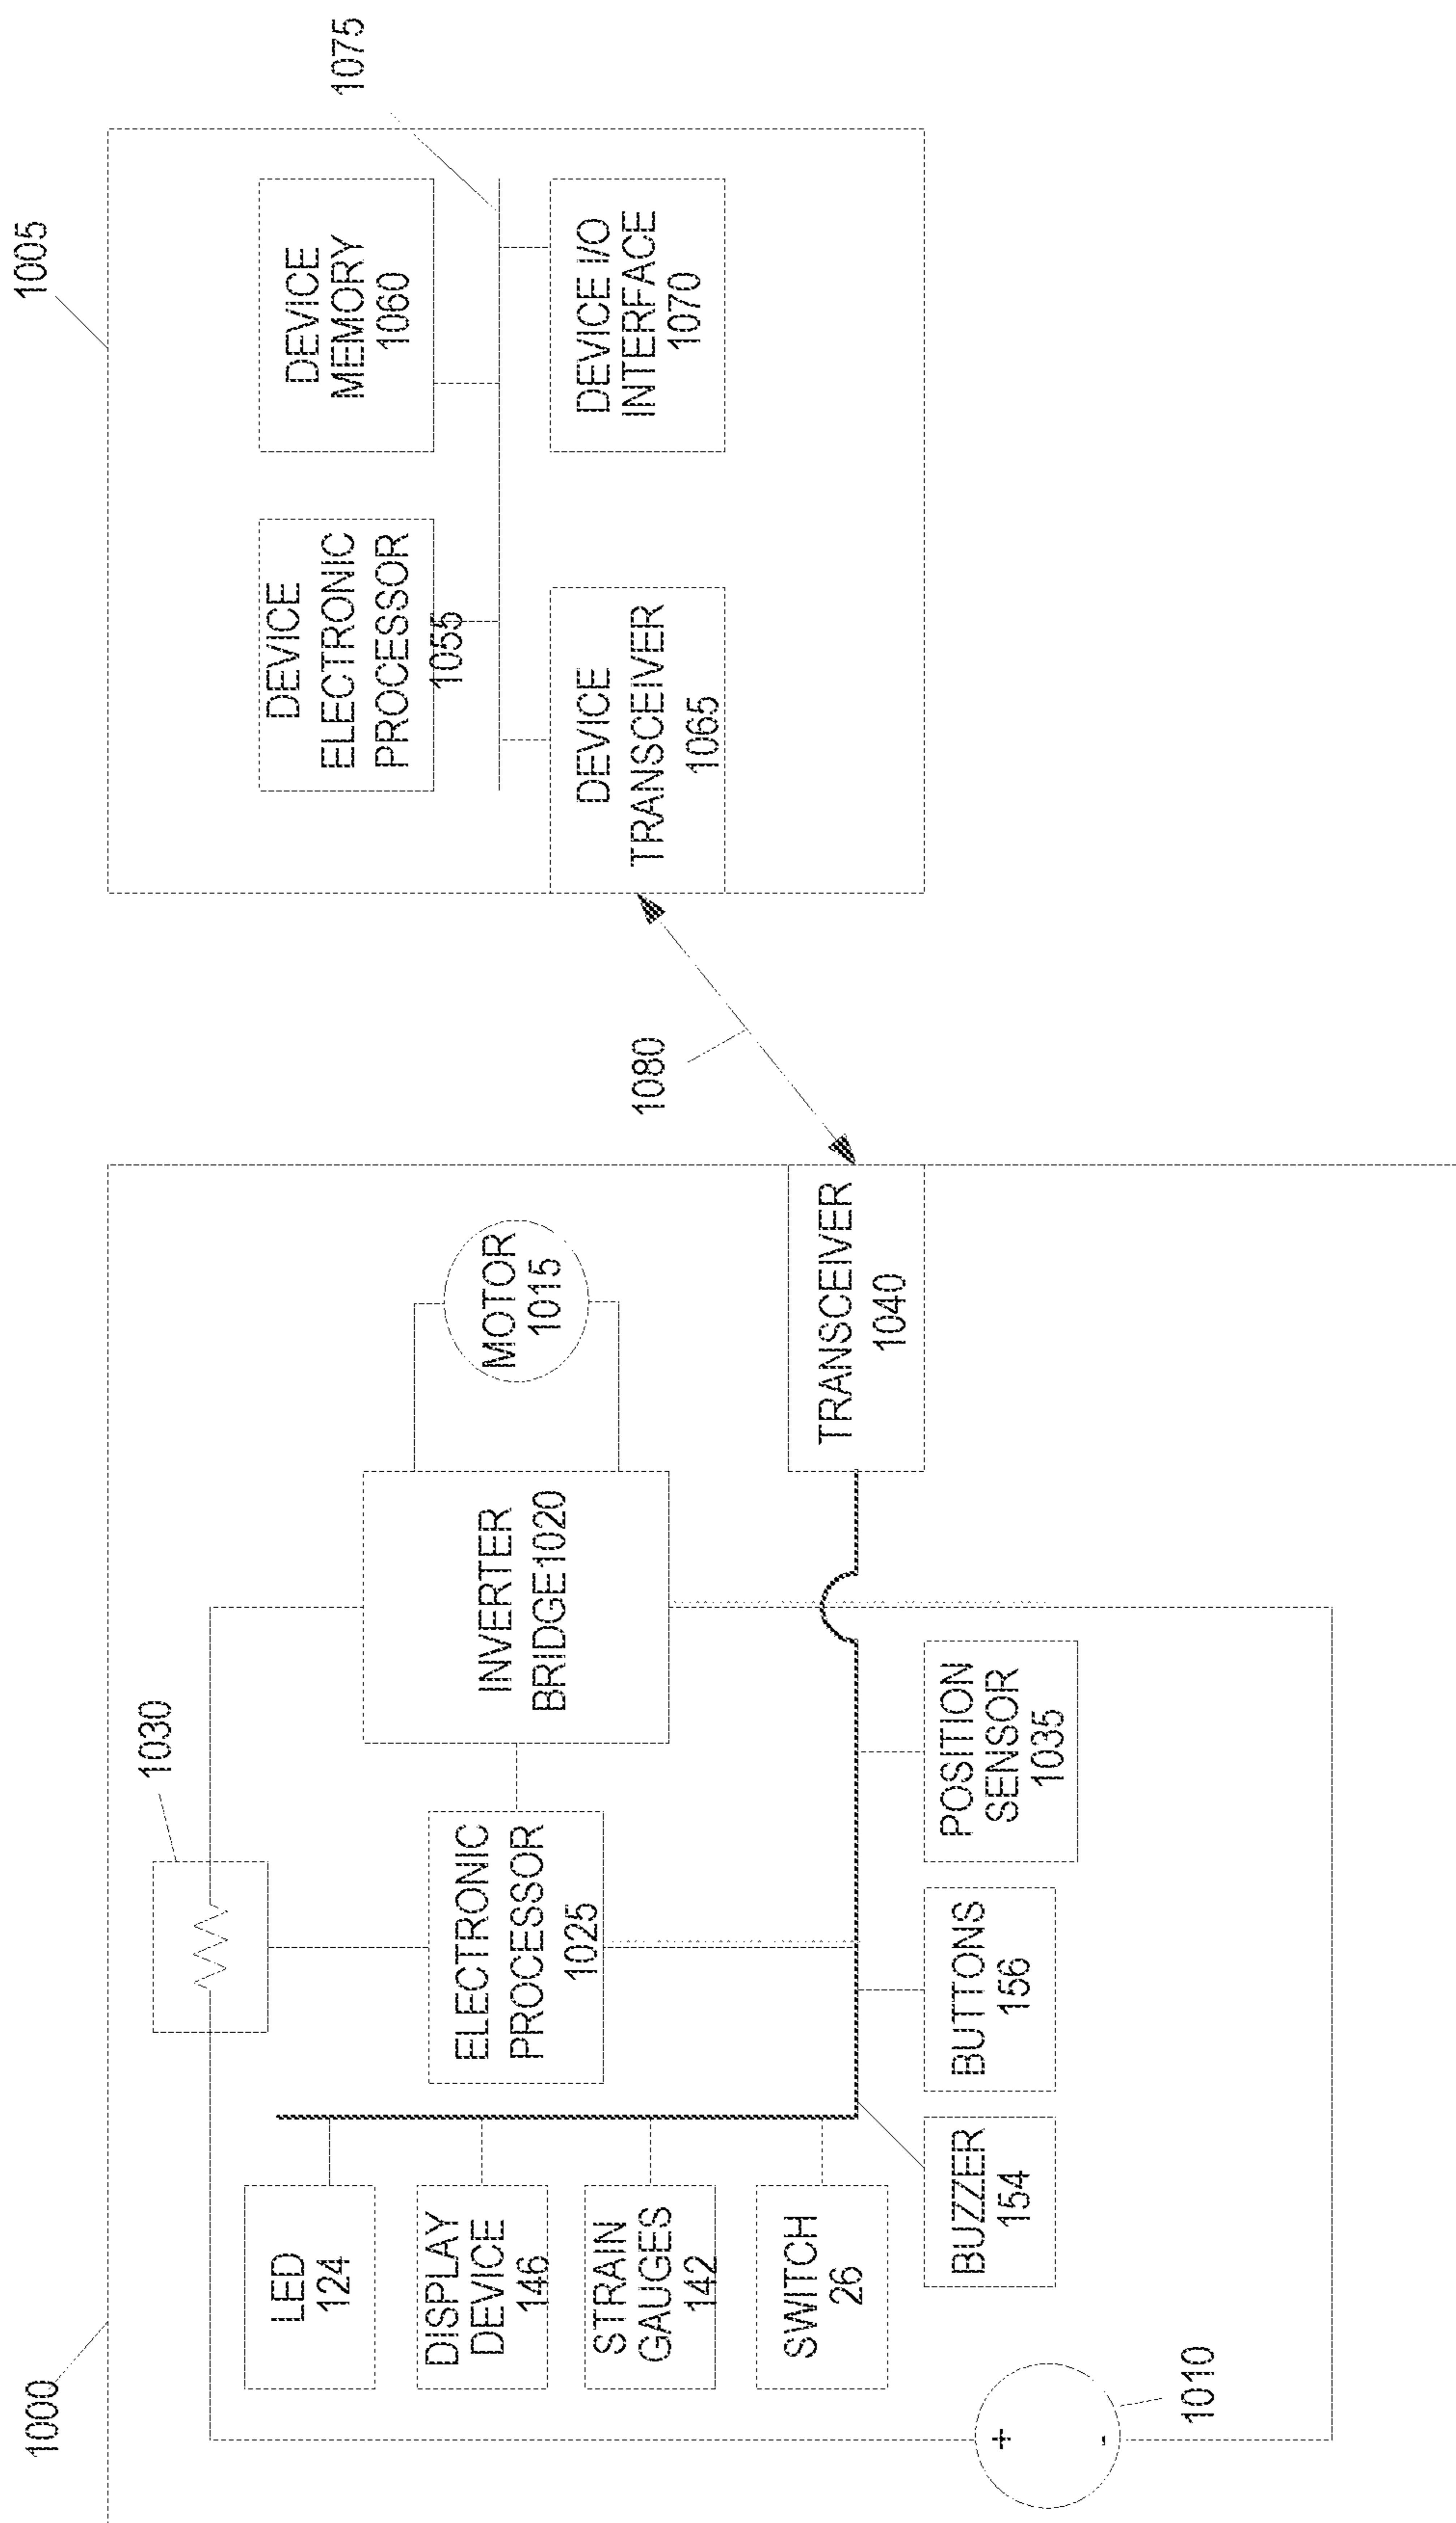 1000
1030
LED
124
DISPLAY
DEVICE
146
STRAIN
GAUGES
142
SWITCH
26
ELECTRONIC
PROCESSOR
1025
INVERTER
BRIDGE1020
MOTOR
1015
BUZZER
154
BUTTONS
156
POSITION
SENSOR
1035
TRANSCEIVER
1040
+
-
1010
1080
1005
DEVICE
ELECTRONIC
PROCESSOR
1055
DEVICE
MEMORY
1060
1075
DEVICE
TRANSCEIVER
1065
DEVICE I/O
INTERFACE
1070